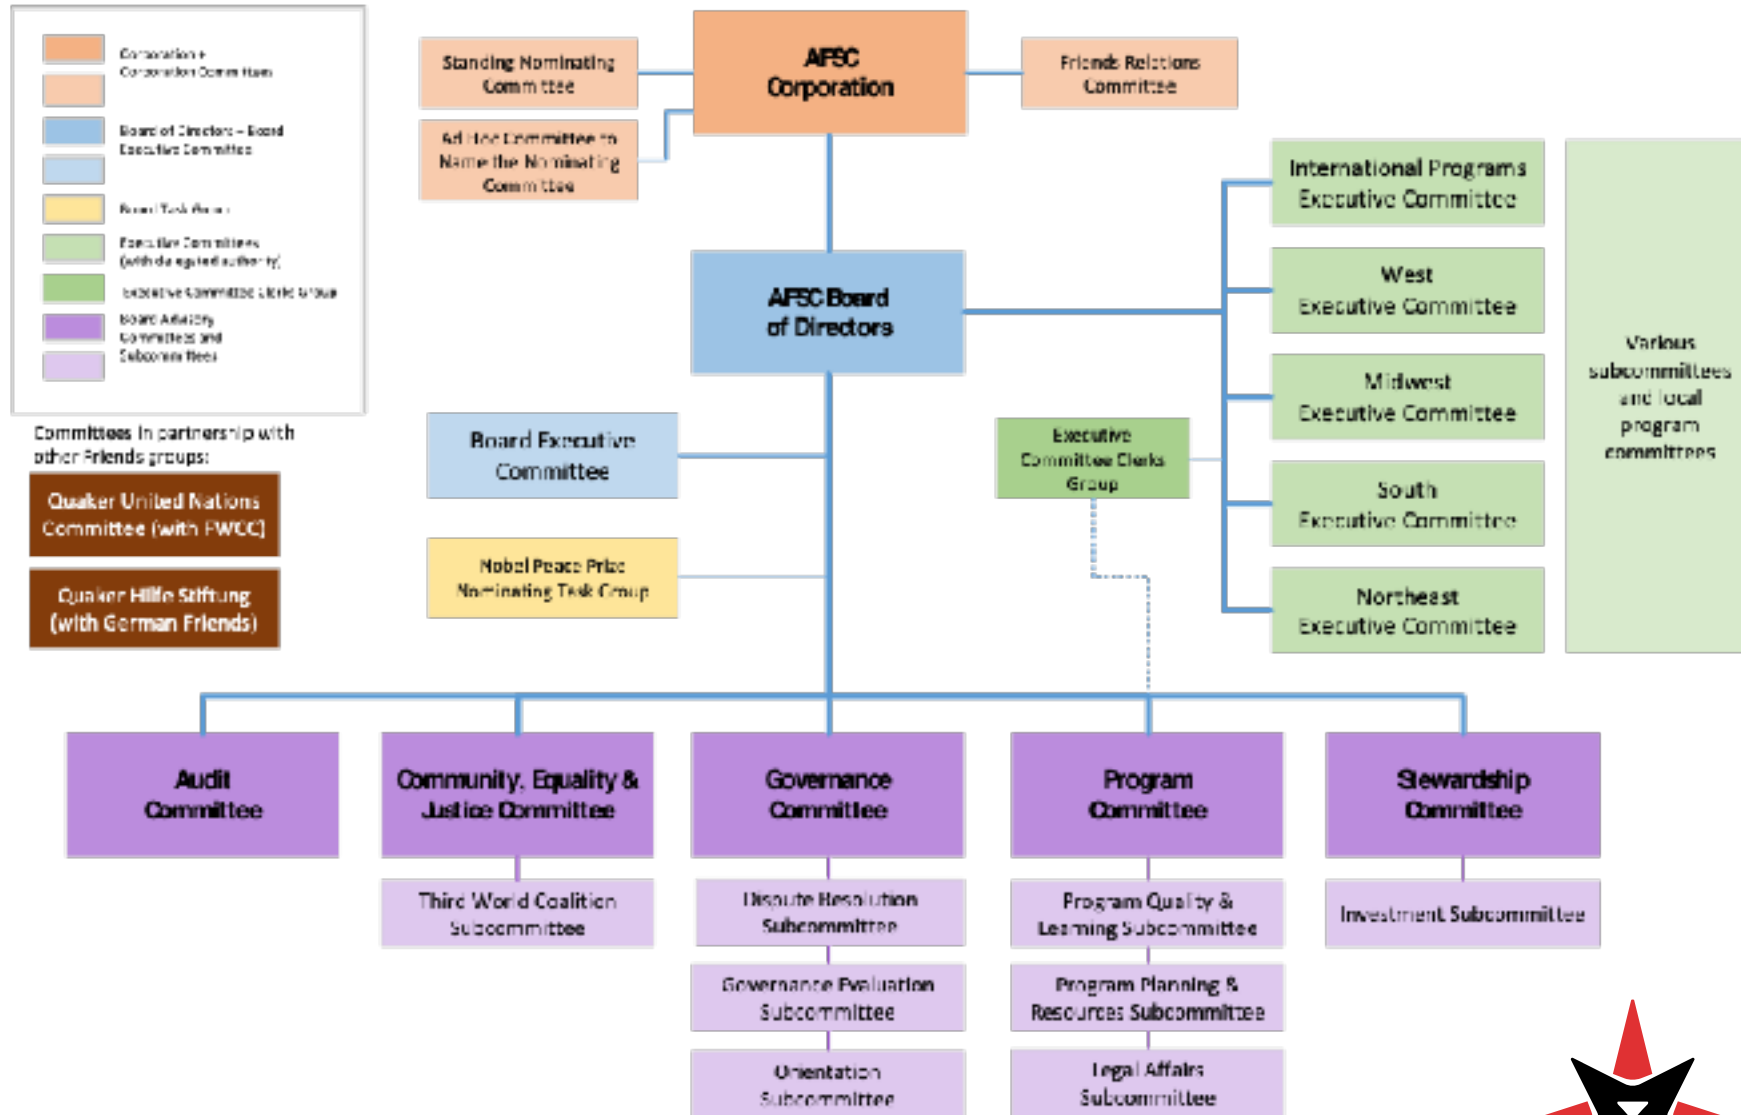 Corporation +
Corporation Committees
Board of Directors – Board
Executive Committee
Board Task Group
Executive Committees
(with delegated authority)
Executive Committee Clerks Group
Board Advisory
Committees and
Subcommittees
Committees in partnership with
other Friends groups:
Quaker United Nations
Committee (with FWCC)
Quaker Hilfe Stiftung
(with German Friends)
Standing Nominating
Committee
Ad Hoc Committee to
Name the Nominating
Committee
AFSC
Corporation
Friends Relations
Committee
AFSC Board
of Directors
International Programs
Executive Committee
West
Executive Committee
Midwest
Executive Committee
South
Executive Committee
Northeast
Executive Committee
Various
subcommittees
and local
program
committees
Board Executive
Committee
Executive
Committee Clerks
Group
Nobel Peace Prize
Nominating Task Group
Audit
Committee
Community, Equality &
Justice Committee
Governance
Committee
Program
Committee
Stewardship
Committee
Third World Coalition
Subcommittee
Dispute Resolution
Subcommittee
Governance Evaluation
Subcommittee
Orientation
Subcommittee
Program Quality &
Learning Subcommittee
Program Planning &
Resources Subcommittee
Legal Affairs
Subcommittee
Investment Subcommittee